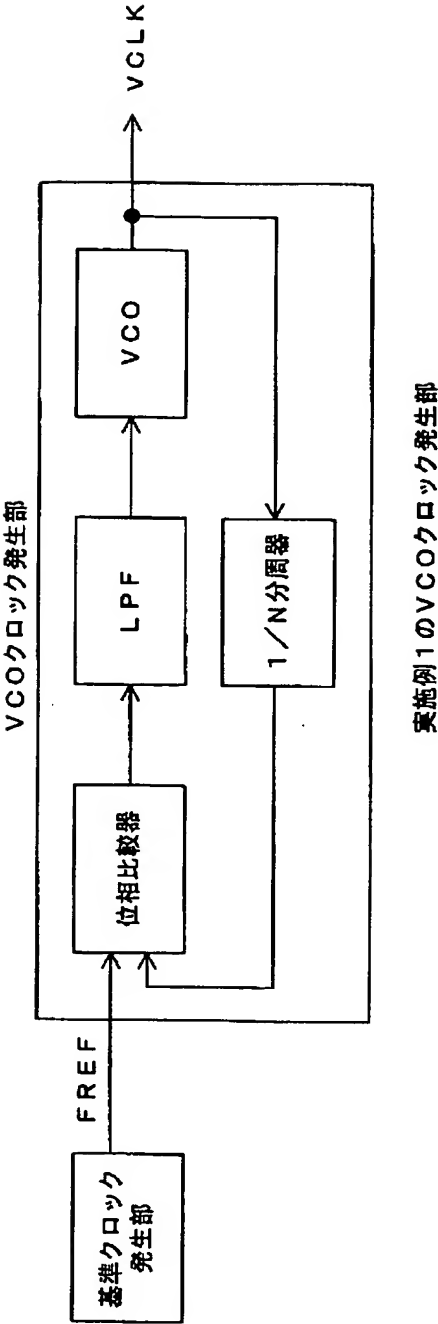 VCOクロック発生部
基準クロック
発生部
FREF
位相比較器
LPF
VCO
VCLK
1/N分周器
実施例1のVCOクロック発生部